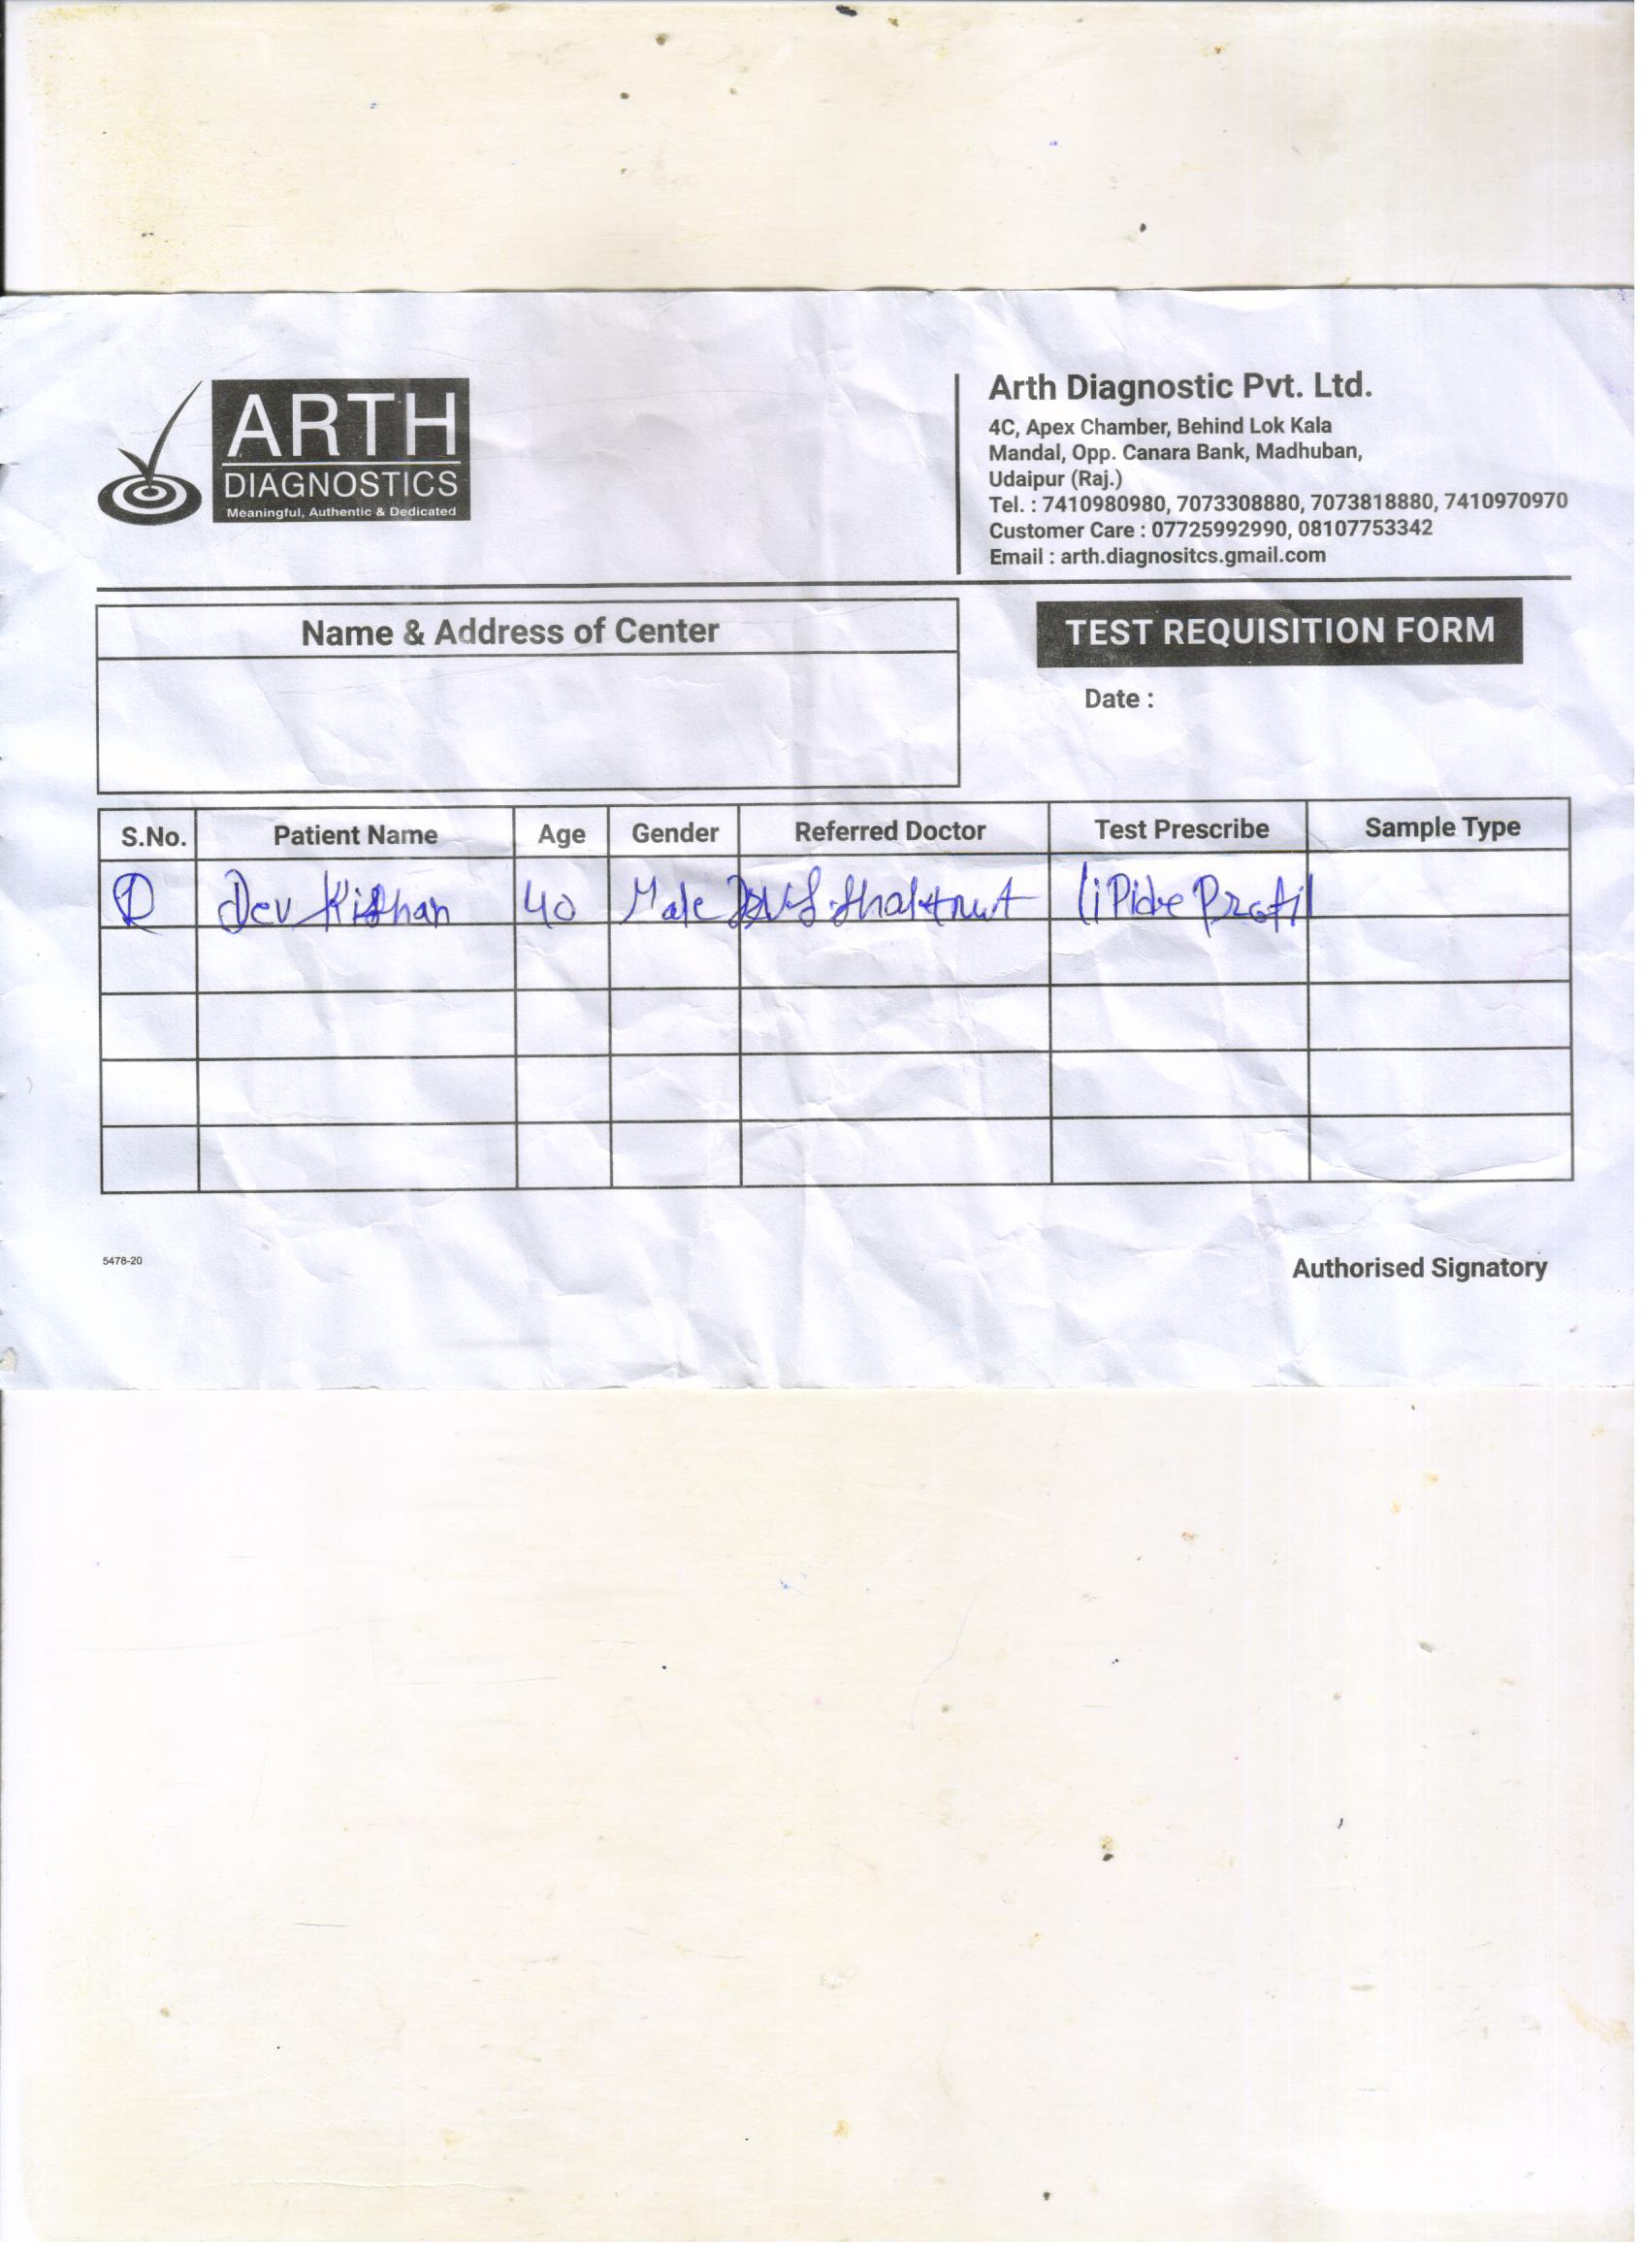 ARTH
DIAGNOSTICS
Meaningful, Authentic & Dedicated
Arth Diagnostic Pvt. Ltd.
4C, Apex Chamber, Behind Lok Kala
Mandal, Opp. Canara Bank, Madhuban,
Udaipur (Raj.)
Tel. : 7410980980, 7073308880, 7073818880, 7410970970
Customer Care : 07725992990, 08107753342
Email : arth.diagnositcs.gmail.com
Name & Address of Center
TEST REQUISITION FORM
Date :
S.No. Patient Name Age Gender Referred Doctor Test Prescribe Sample Type
Dev Kishan 40 Male liPide Profil
5478-20
Authorised Signatory